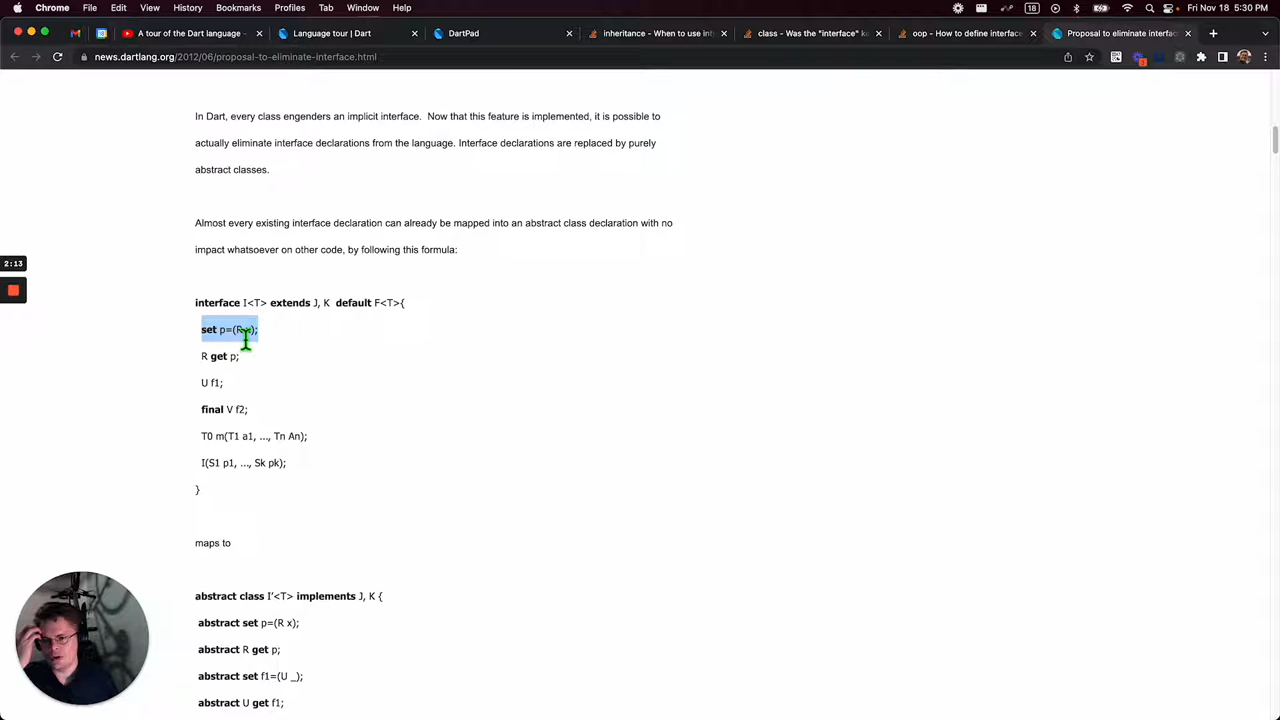 Chrome File Edit View History Bookmarks Profiles Tab Window Help
18 Fri Nov 18 5:30 PM
A tour of the Dart language – Language tour | Dart DartPad inheritance - When to use int class - Was the "interface" ke oop - How to define interface Proposal to eliminate interfac
news.dartlang.org/2012/06/proposal-to-eliminate-interface.html
In Dart, every class engenders an implicit interface. Now that this feature is implemented, it is possible to
actually eliminate interface declarations from the language. Interface declarations are replaced by purely
abstract classes.
Almost every existing interface declaration can already be mapped into an abstract class declaration with no
impact whatsoever on other code, by following this formula:
2:13
interface I<T> extends J, K default F<T>{
set p=(R x);
R get p;
U f1;
final V f2;
T0 m(T1 a1, ..., Tn An);
I(S1 p1, ..., Sk pk);
}
maps to
abstract class I'<T> implements J, K {
abstract set p=(R x);
abstract R get p;
abstract set f1=(U _);
abstract U get f1;